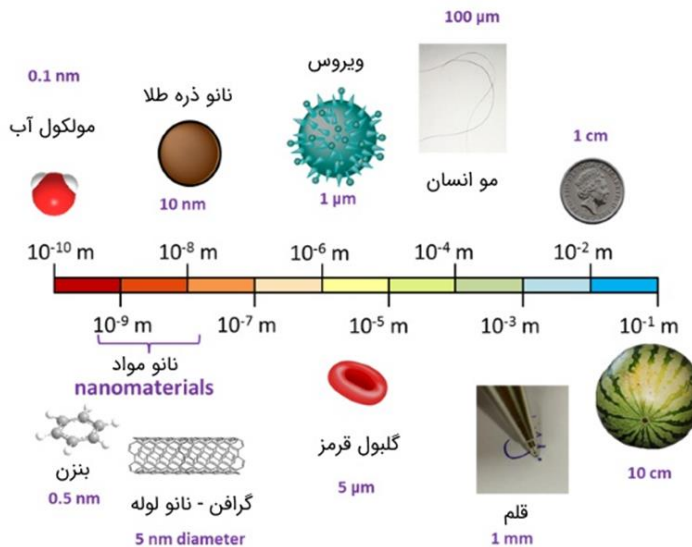 100 µm
0.1 nm
مولکول آب
نانو ذره طلا
10 nm
ویروس
1 µm
مو انسان
1 cm
10⁻¹⁰ m
10⁻⁸ m
10⁻⁶ m
10⁻⁴ m
10⁻² m
10⁻⁹ m
10⁻⁷ m
10⁻⁵ m
10⁻³ m
10⁻¹ m
نانو مواد
nanomaterials
بنزن
0.5 nm
گرافن - نانو لوله
5 nm diameter
گلبول قرمز
5 µm
قلم
1 mm
10 cm